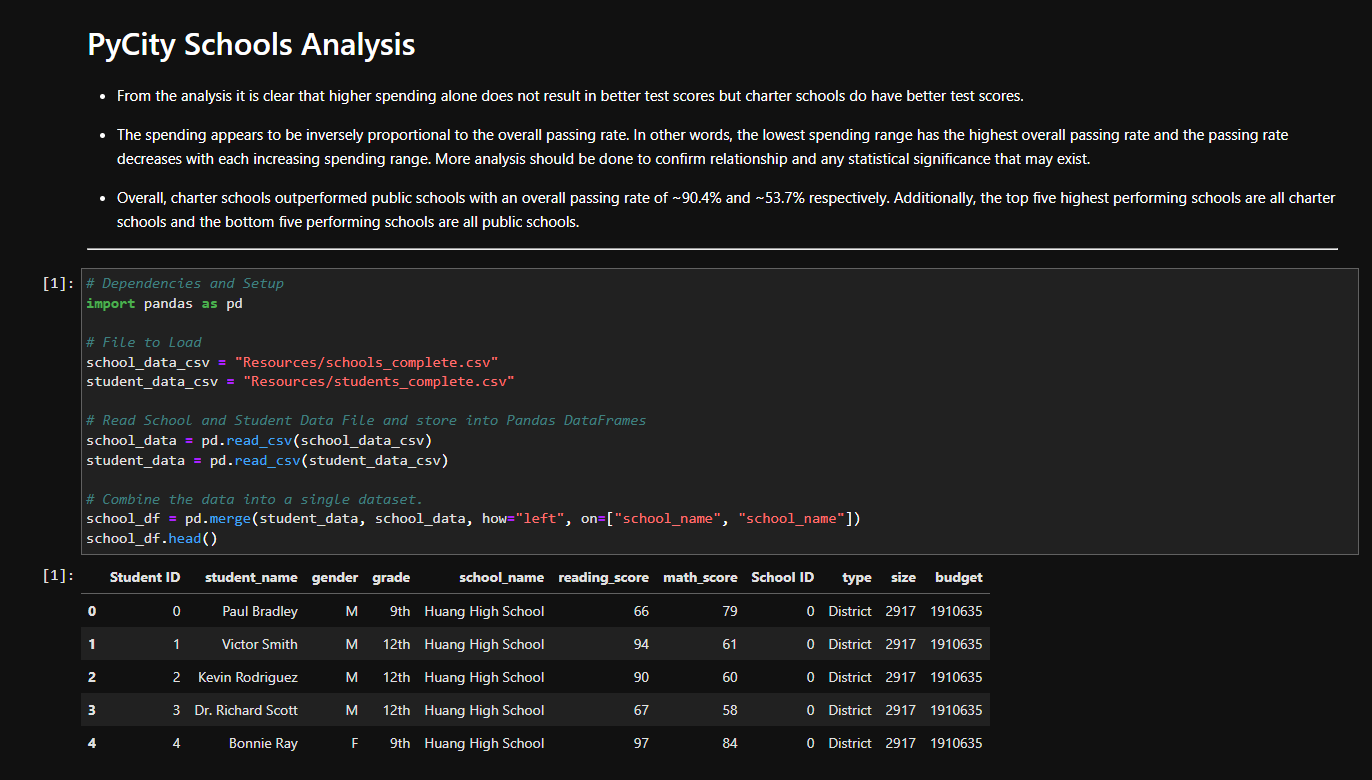 PyCity Schools Analysis
• From the analysis it is clear that higher spending alone does not result in better test scores but charter schools do have better test scores.
• The spending appears to be inversely proportional to the overall passing rate. In other words, the lowest spending range has the highest overall passing rate and the passing rate
decreases with each increasing spending range. More analysis should be done to confirm relationship and any statistical significance that may exist.
• Overall, charter schools outperformed public schools with an overall passing rate of ~90.4% and ~53.7% respectively. Additionally, the top five highest performing schools are all charter
schools and the bottom five performing schools are all public schools.
[1]: # Dependencies and Setup
import pandas as pd
# File to Load
school_data_csv = "Resources/schools_complete.csv"
student_data_csv = "Resources/students_complete.csv"
# Read School and Student Data File and store into Pandas DataFrames
school_data = pd.read_csv(school_data_csv)
student_data = pd.read_csv(student_data_csv)
# Combine the data into a single dataset.
school_df = pd.merge(student_data, school_data, how="left", on=["school_name", "school_name"])
school_df.head()
[1]: Student ID student_name gender grade school_name reading_score math_score School ID type size budget
0 0 Paul Bradley M 9th Huang High School 66 79 0 District 2917 1910635
1 1 Victor Smith M 12th Huang High School 94 61 0 District 2917 1910635
2 2 Kevin Rodriguez M 12th Huang High School 90 60 0 District 2917 1910635
3 3 Dr. Richard Scott M 12th Huang High School 67 58 0 District 2917 1910635
4 4 Bonnie Ray F 9th Huang High School 97 84 0 District 2917 1910635